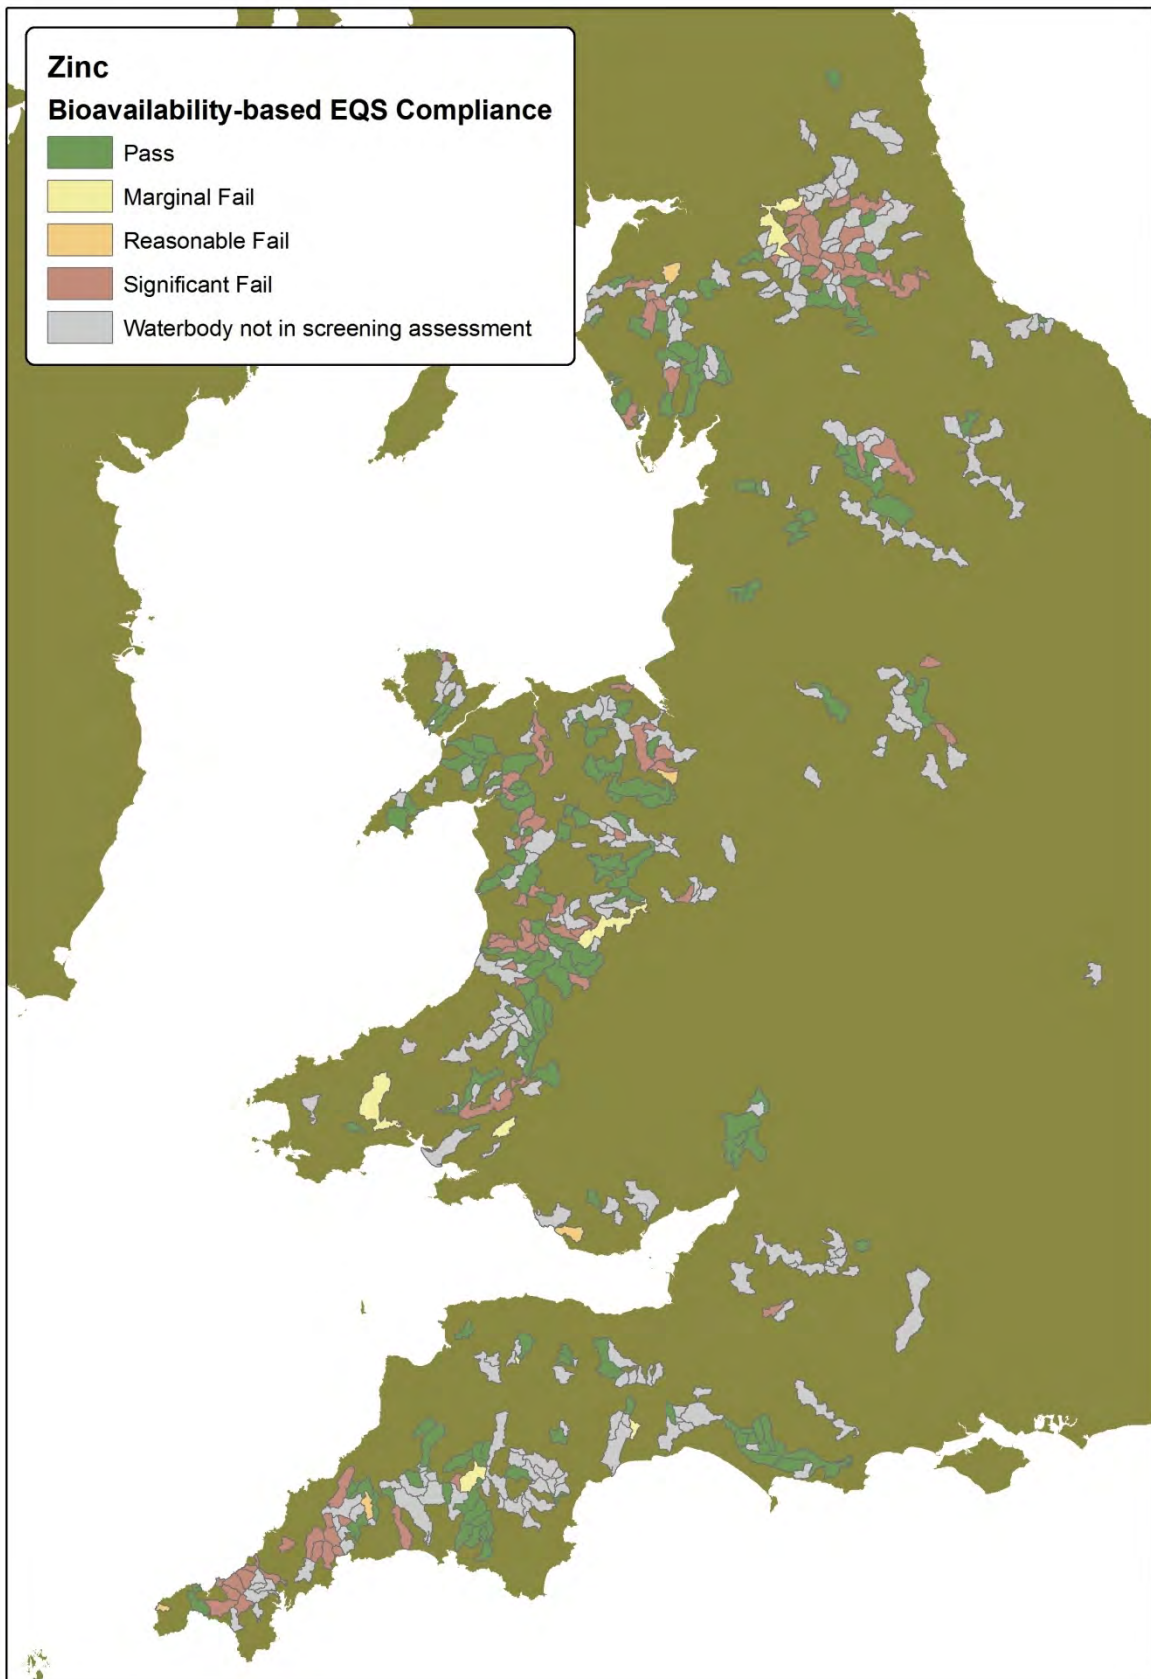 Zinc
Bioavailability-based EQS Compliance
Pass
Marginal Fail
Reasonable Fail
Significant Fail
Waterbody not in screening assessment